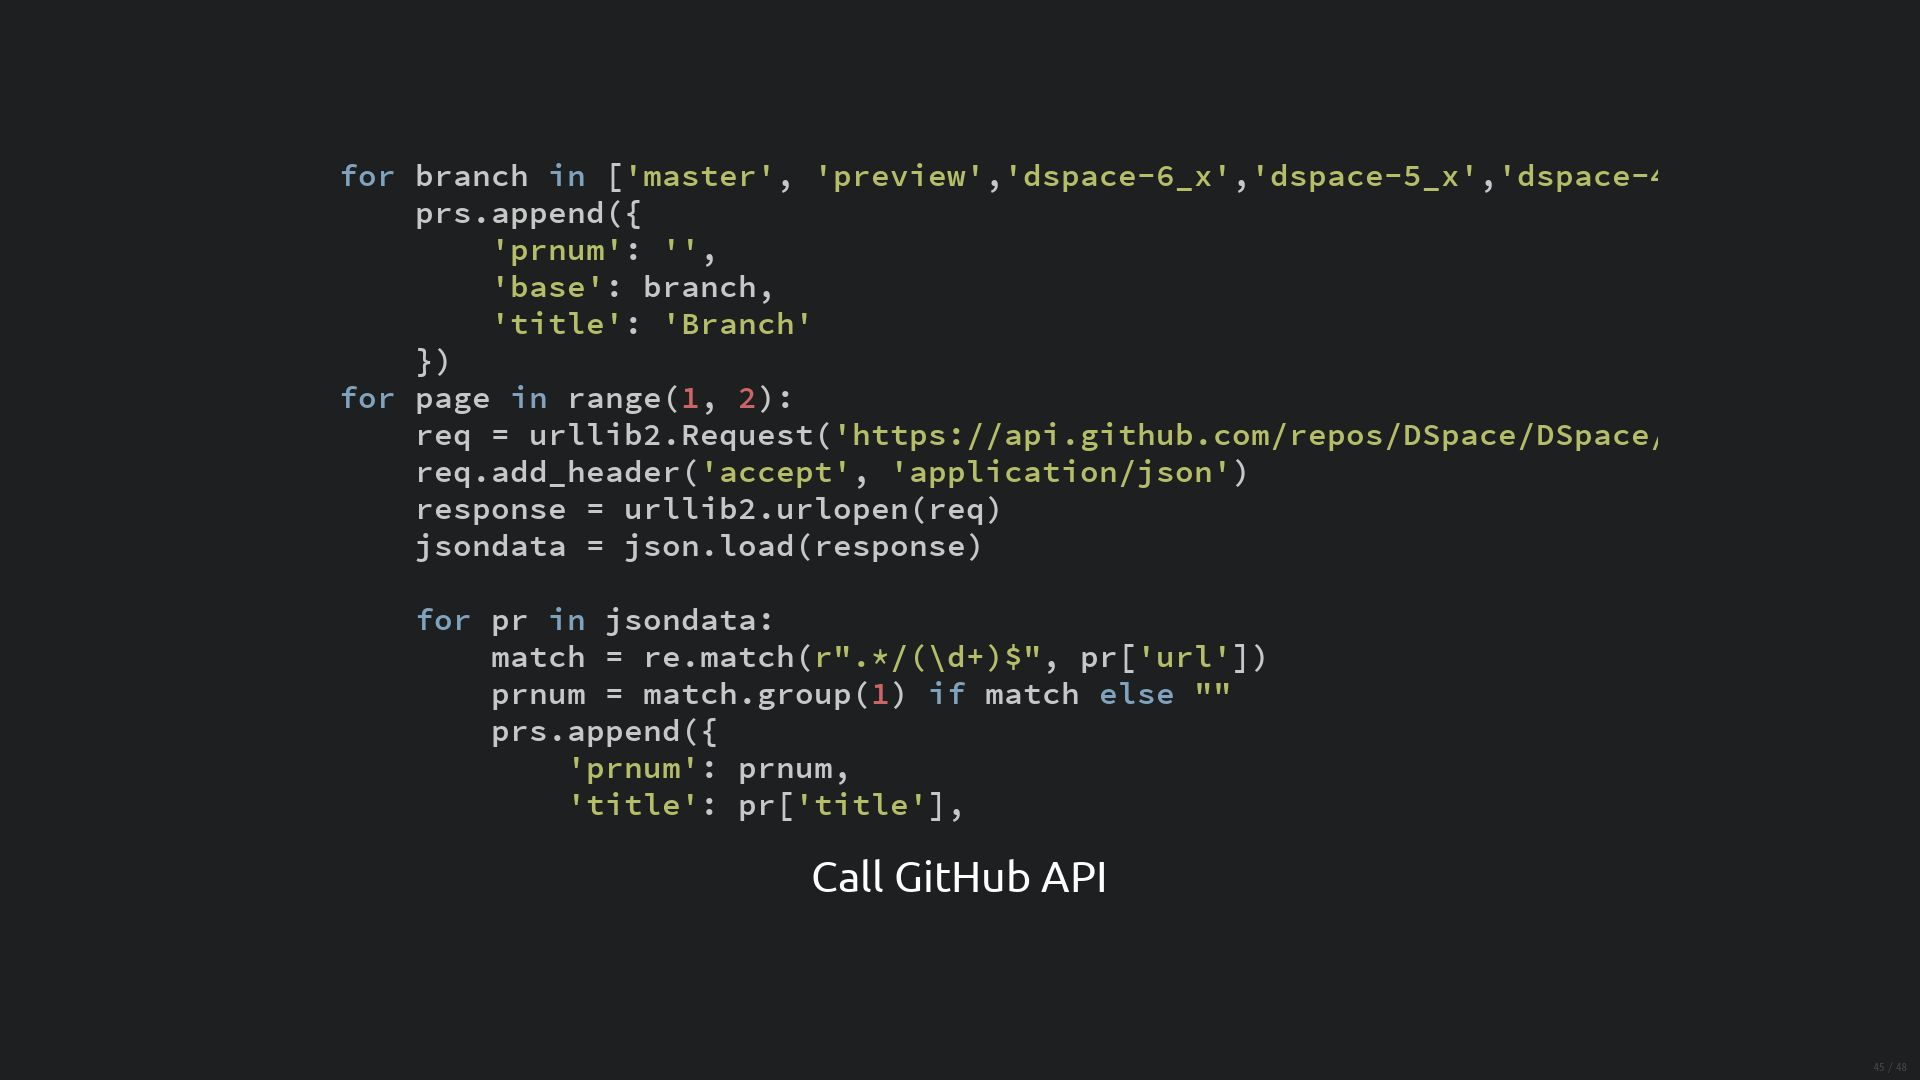 for branch in ['master', 'preview','dspace-6_x','dspace-5_x','dspace-4
    prs.append({
        'prnum': '',
        'base': branch,
        'title': 'Branch'
    })
for page in range(1, 2):
    req = urllib2.Request('https://api.github.com/repos/DSpace/DSpace/
    req.add_header('accept', 'application/json')
    response = urllib2.urlopen(req)
    jsondata = json.load(response)

    for pr in jsondata:
        match = re.match(r".*/(\d+)$", pr['url'])
        prnum = match.group(1) if match else ""
        prs.append({
            'prnum': prnum,
            'title': pr['title'],
Call GitHub API
45 / 48